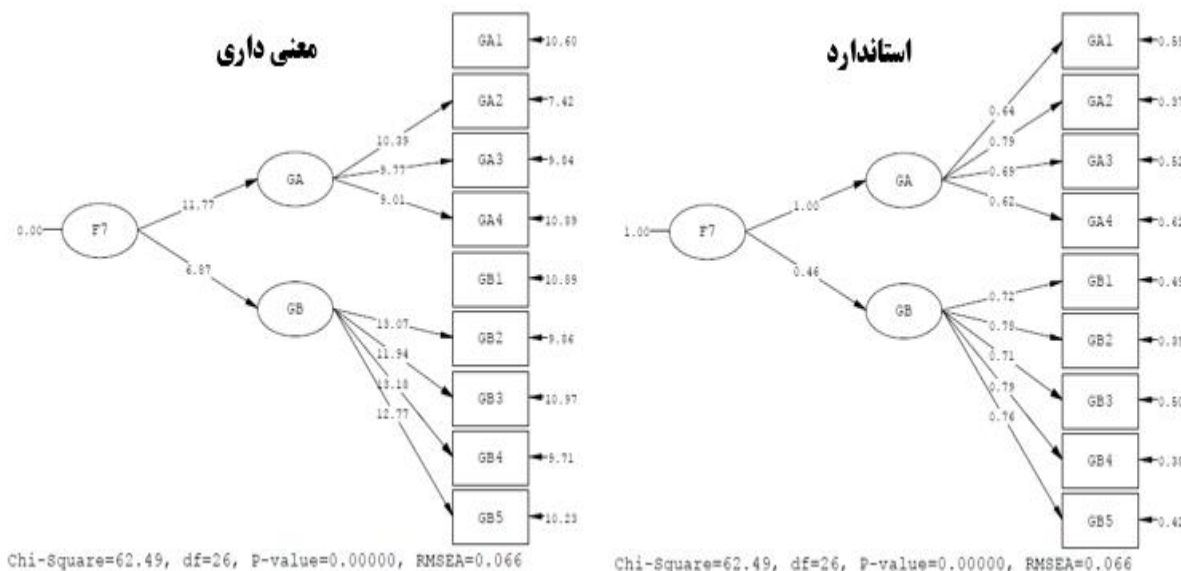 معنی داری
GA1
10.60
GA2
7.42
10.39
GA3
9.84
9.77
GA
GA4
10.89
9.01
11.77
0.00
F7
GB1
10.89
6.87
GB
13.07
GB2
9.86
11.94
GB3
10.97
13.18
12.77
GB4
9.71
GB5
10.23
Chi-Square=62.49, df=26, P-value=0.00000, RMSEA=0.066
استاندارد
GA1
0.64
GA2
0.79
GA3
0.69
GA
GA4
0.62
1.00
1.00
F7
GB1
0.46
0.72
GB
GB2
GB3
0.71
0.79
0.76
GB4
GB5
Chi-Square=62.49, df=26, P-value=0.00000, RMSEA=0.066